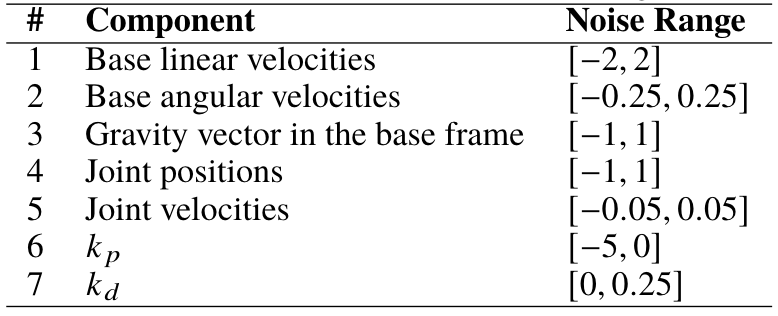 # Component Noise Range
1 Base linear velocities [−2, 2]
2 Base angular velocities [−0.25, 0.25]
3 Gravity vector in the base frame [−1, 1]
4 Joint positions [−1, 1]
5 Joint velocities [−0.05, 0.05]
6 k_p [−5, 0]
7 k_d [0, 0.25]